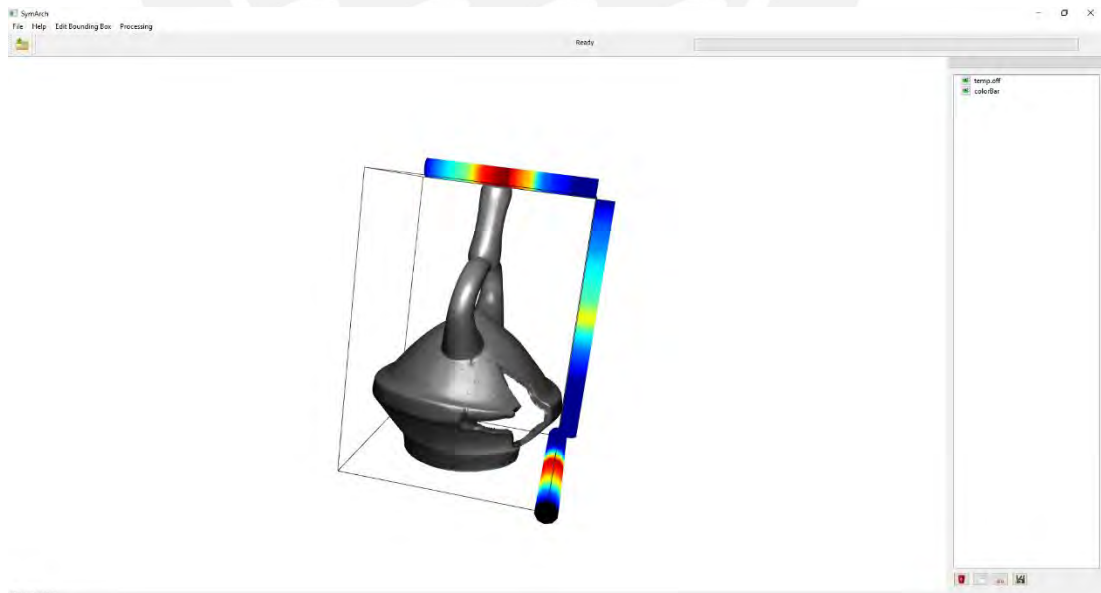 SymArch
File Help Edit Bounding Box Processing
Ready
temp.off
colorBar